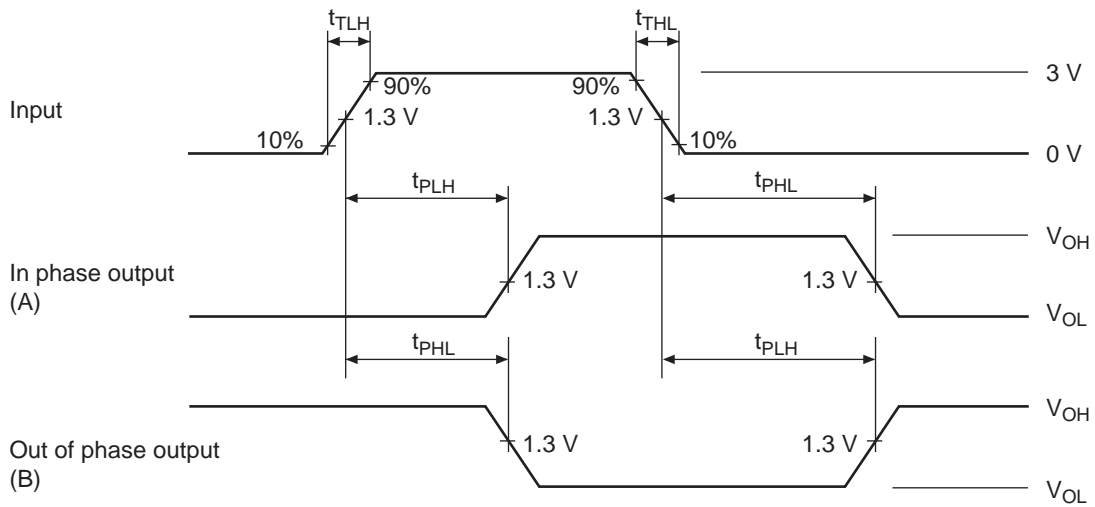 tTLH
tTHL
90%
90%
3 V
Input
1.3 V
1.3 V
10%
10%
0 V
tPLH
tPHL
VOH
In phase output
(A)
1.3 V
1.3 V
VOL
tPHL
tPLH
VOH
Out of phase output
(B)
1.3 V
1.3 V
VOL